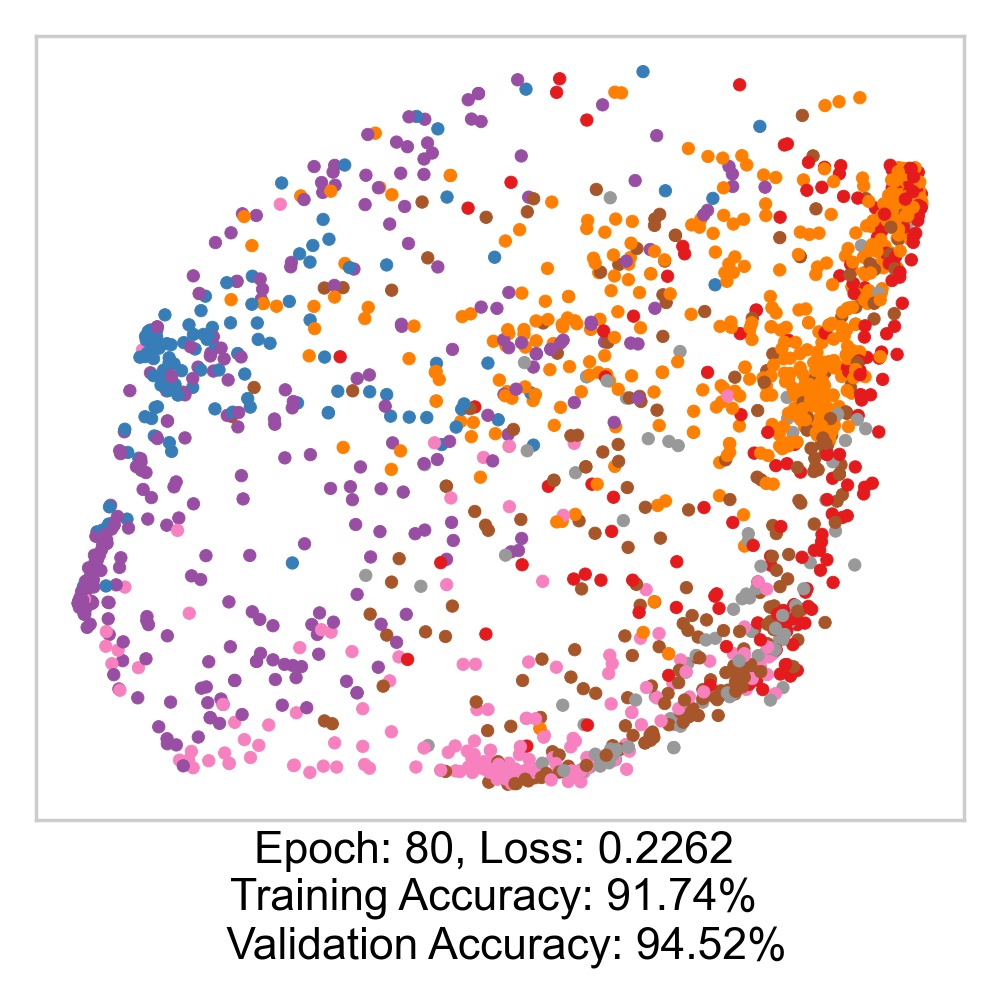 Epoch: 80, Loss: 0.2262
Training Accuracy: 91.74%
Validation Accuracy: 94.52%